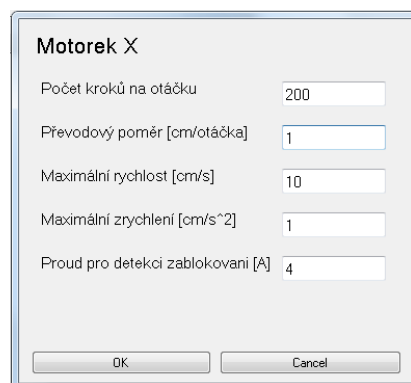 Motorek X
Počet kroků na otáčku 200
Převodový poměr [cm/otáčka] 1
Maximální rychlost [cm/s] 10
Maximální zrychlení [cm/s^2] 1
Proud pro detekci zablokovani [A] 4
OK Cancel